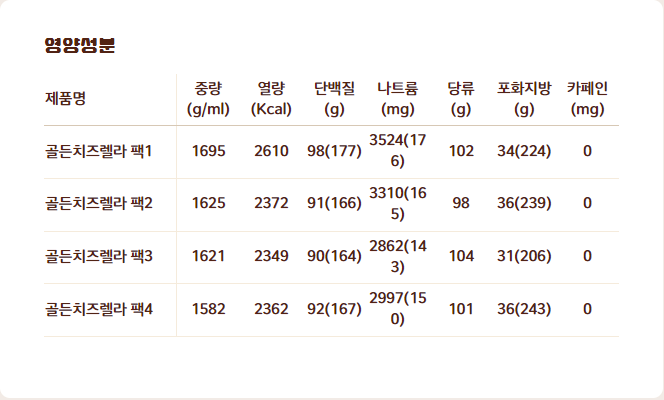 영양성분
제품명 중량 (g/ml) 열량 (Kcal) 단백질 (g) 나트륨 (mg) 당류 (g) 포화지방 (g) 카페인 (mg)
골든치즈렐라 팩1 1695 2610 98(177) 3524(176) 102 34(224) 0
골든치즈렐라 팩2 1625 2372 91(166) 3310(165) 98 36(239) 0
골든치즈렐라 팩3 1621 2349 90(164) 2862(143) 104 31(206) 0
골든치즈렐라 팩4 1582 2362 92(167) 2997(150) 101 36(243) 0